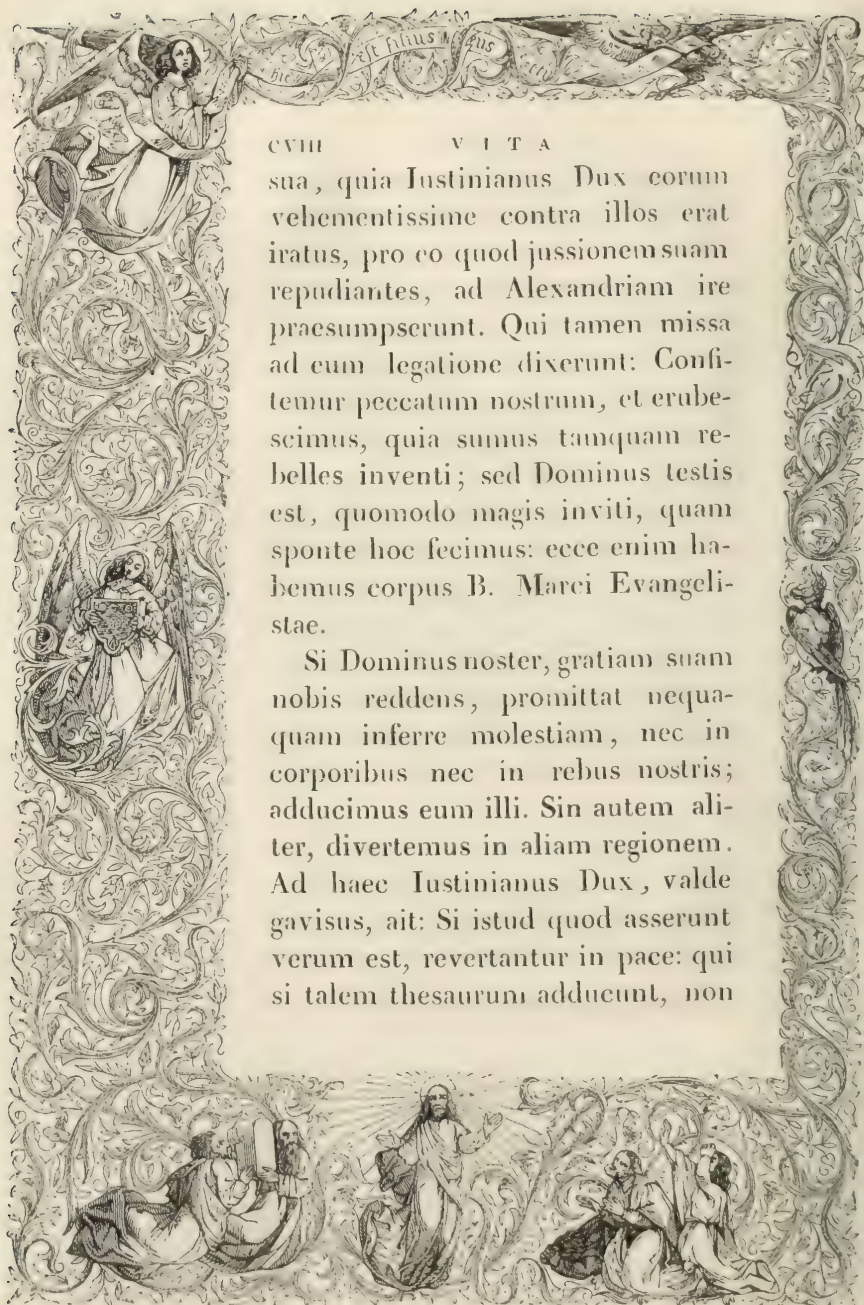 hic est filius meus
CVIII VITA
sua, quia Iustinianus Dux eorum
vehementissime contra illos erat
iratus, pro eo quod jussionem suam
repudiantes, ad Alexandriam ire
praesumpserunt. Qui tamen missa
ad eum legatione dixerunt: Confi-
temur peccatum nostrum, et erube-
scimus, quia sumus tamquam re-
belles inventi; sed Dominus testis
est, quomodo magis inviti, quam
sponte hoc fecimus: ecce enim ha-
bemus corpus B. Marci Evangeli-
stae.
Si Dominus noster, gratiam suam
nobis reddens, promittat nequa-
quam inferre molestiam, nec in
corporibus nec in rebus nostris;
adducimus eum illi. Sin autem ali-
ter, divertemus in aliam regionem.
Ad haec Iustinianus Dux, valde
gavisus, ait: Si istud quod asserunt
verum est, revertantur in pace: qui
si talem thesaurum adducunt, non